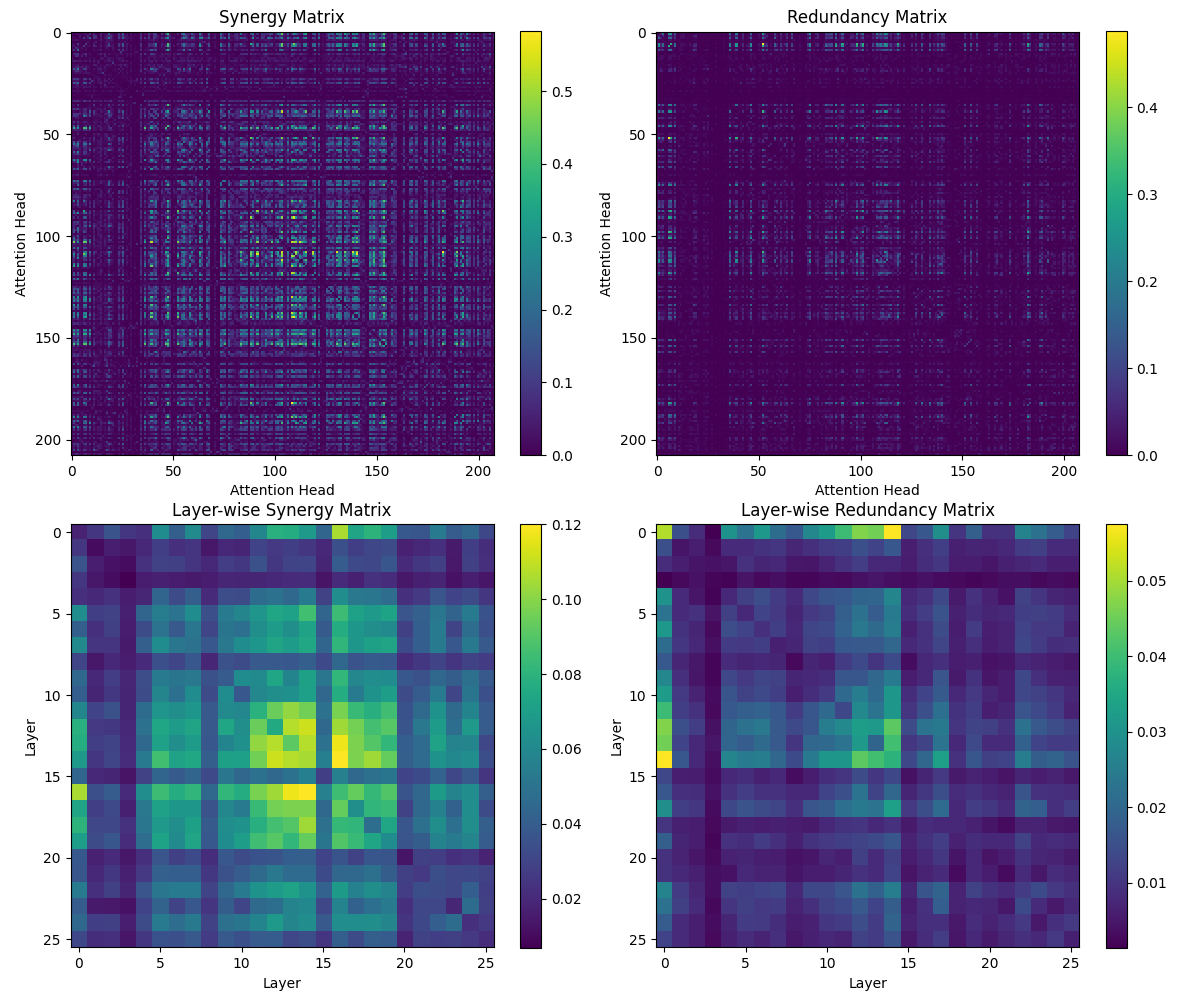 Synergy Matrix
0
50
100
150
200
Attention Head
0 50 100 150 200
Attention Head
0.5
0.4
0.3
0.2
0.1
0.0
Redundancy Matrix
0
50
100
150
200
Attention Head
0 50 100 150 200
Attention Head
0.4
0.3
0.2
0.1
0.0
Layer-wise Synergy Matrix
0
5
10
15
20
25
Layer
0 5 10 15 20 25
Layer
0.12
0.10
0.08
0.06
0.04
0.02
Layer-wise Redundancy Matrix
0
5
10
15
20
25
Layer
0 5 10 15 20 25
Layer
0.05
0.04
0.03
0.02
0.01